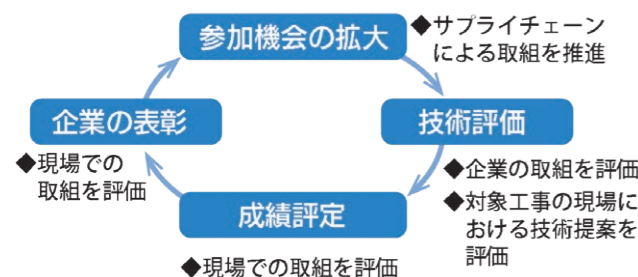 参加機会の拡大
◆サプライチェーン
による取組を推進
企業の表彰
技術評価
◆現場での
取組を評価
◆企業の取組を評価
◆対象工事の現場に
おける技術提案を
評価
成績評定
◆現場での取組を評価